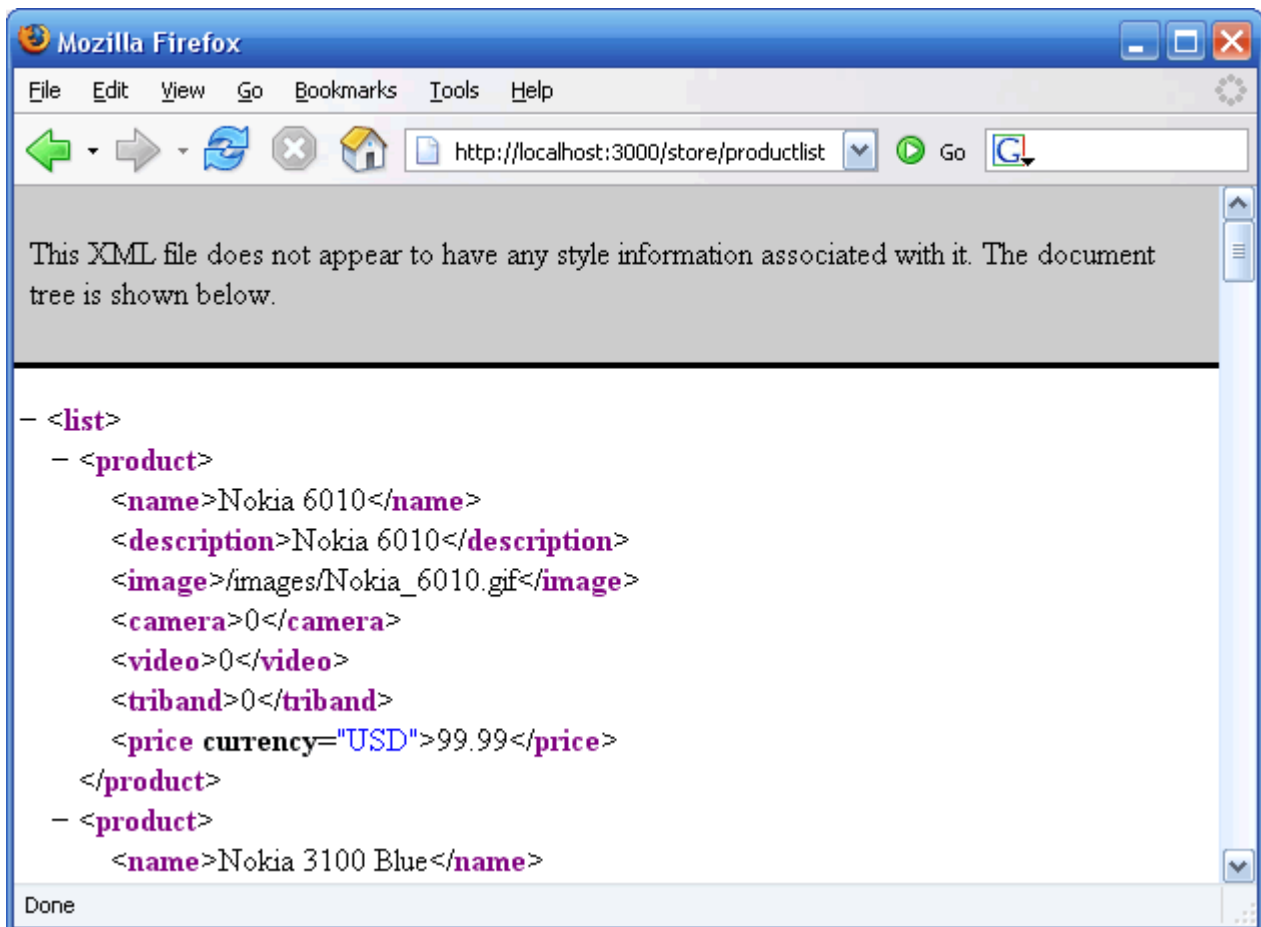 Mozilla Firefox
File Edit View Go Bookmarks Tools Help
http://localhost:3000/store/productlist Go G
This XML file does not appear to have any style information associated with it. The document
tree is shown below.
− <list>
− <product>
<name>Nokia 6010</name>
<description>Nokia 6010</description>
<image>/images/Nokia_6010.gif</image>
<camera>0</camera>
<video>0</video>
<triband>0</triband>
<price currency="USD">99.99</price>
</product>
− <product>
<name>Nokia 3100 Blue</name>
Done